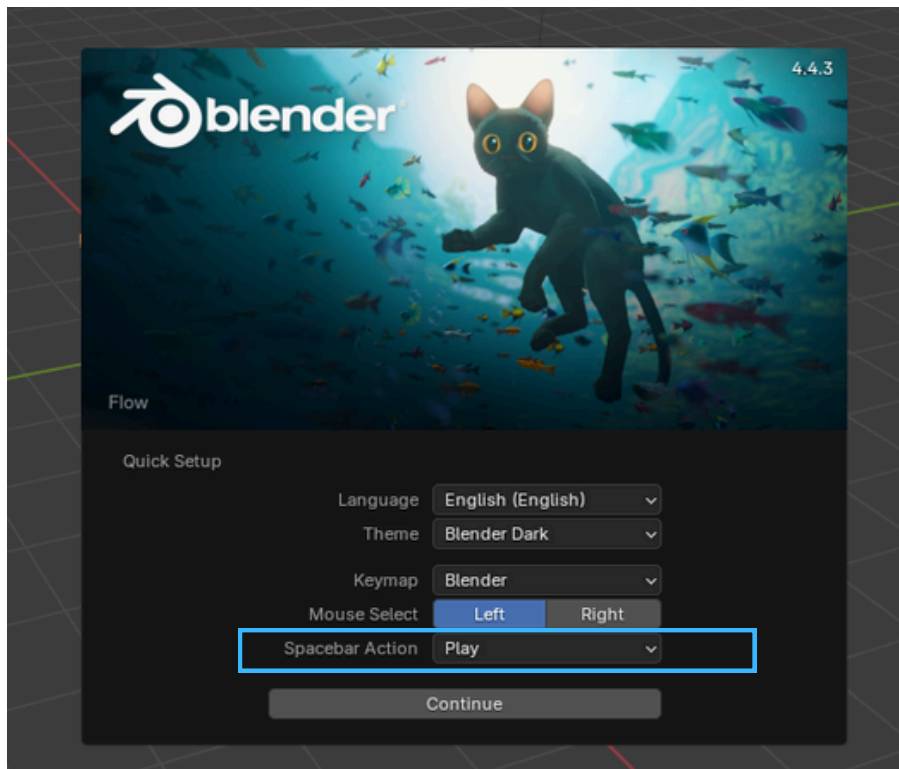 4.4.3
blender
Flow
Quick Setup
Language English (English)
Theme Blender Dark
Keymap Blender
Mouse Select Left Right
Spacebar Action Play
Continue